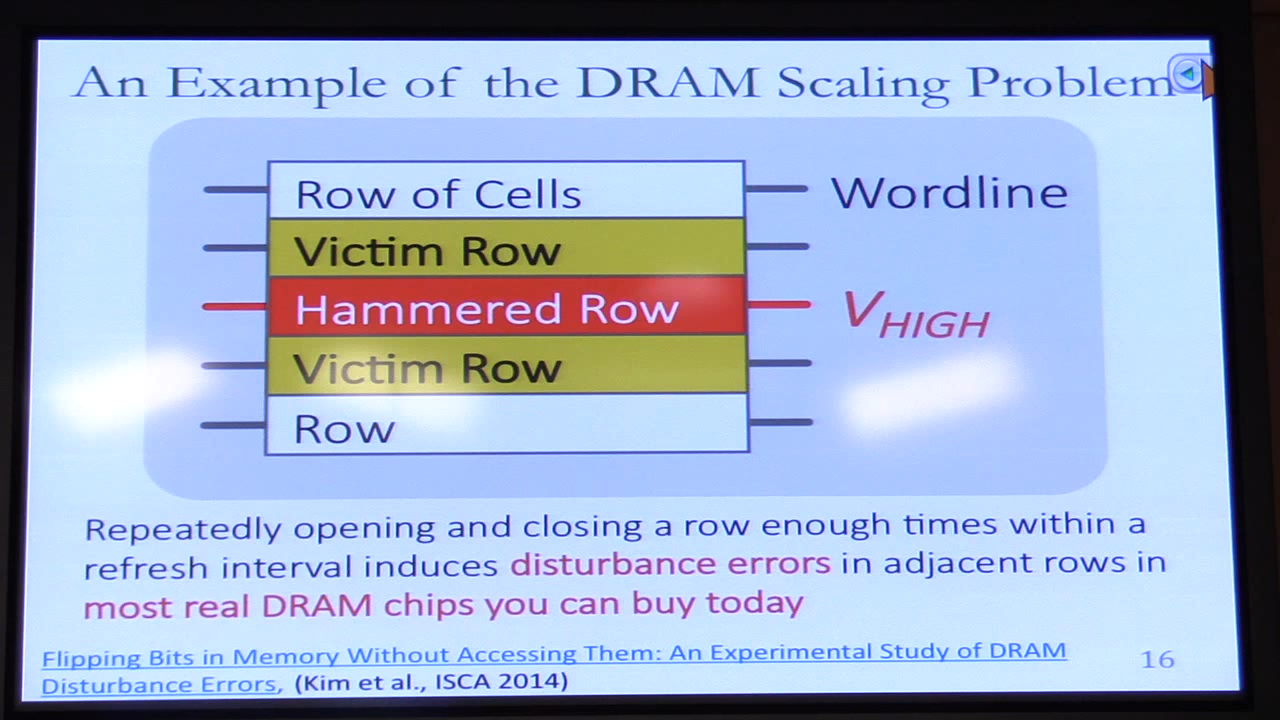 An Example of the DRAM Scaling Problem
Row of Cells
Wordline
Victim Row
Hammered Row
VHIGH
Victim Row
Row
Repeatedly opening and closing a row enough times within a
refresh interval induces disturbance errors in adjacent rows in
most real DRAM chips you can buy today
Flipping Bits in Memory Without Accessing Them: An Experimental Study of DRAM
Disturbance Errors, (Kim et al., ISCA 2014)
16